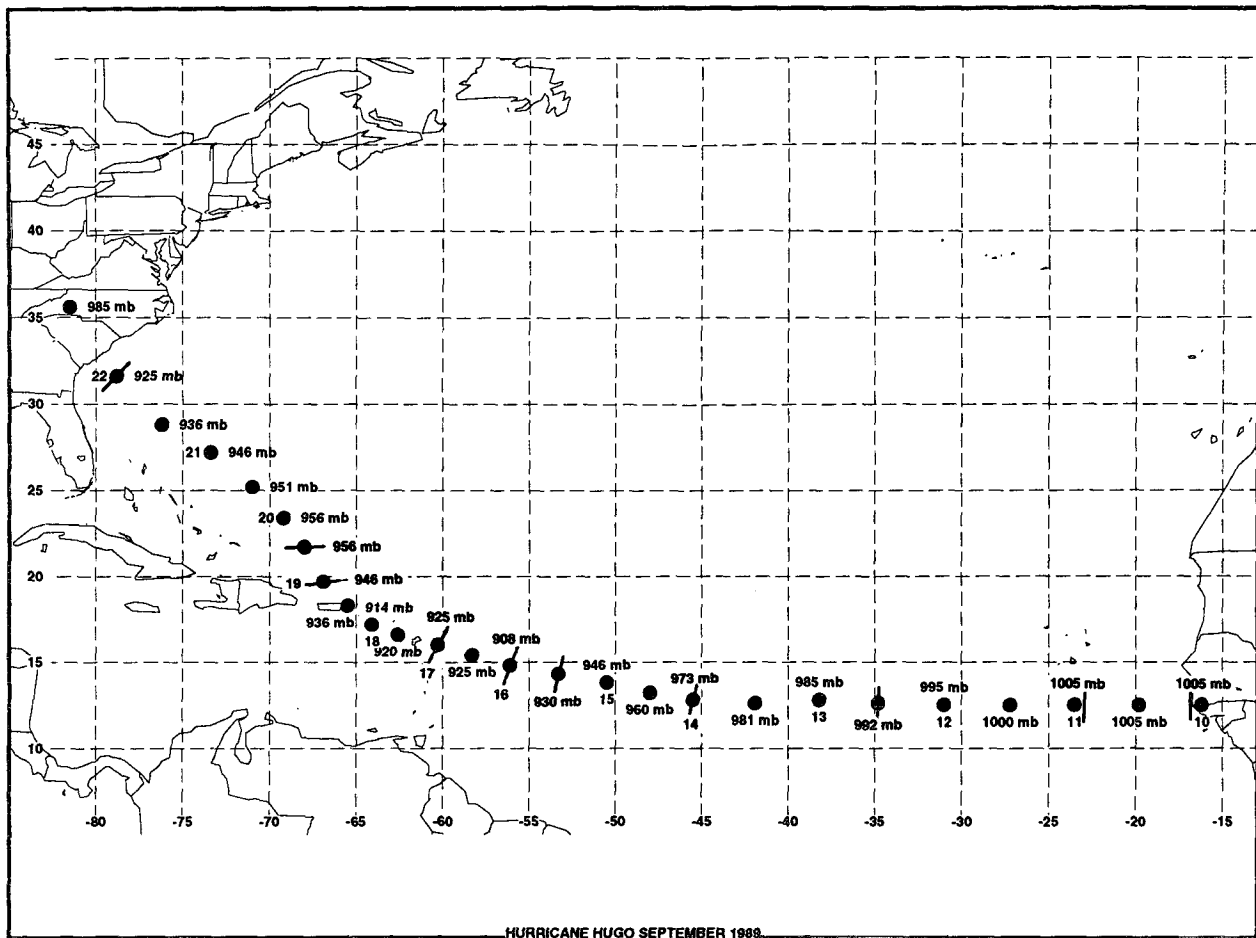 45
40
985 mb
35
22 925 mb
30
936 mb
21 946 mb
25
951 mb
20 956 mb
956 mb
20
19 946 mb
914 mb
936 mb
18
920 mb
925 mb
17
925 mb
908 mb
16
930 mb
946 mb
15
960 mb
973 mb
14
981 mb
985 mb
13
992 mb
995 mb
12
1000 mb
1005 mb
11
1005 mb
1005 mb
10
15
10
-80 -75 -70 -65 -60 -55 -50 -45 -40 -35 -30 -25 -20 -15
HURRICANE HUGO SEPTEMBER 1989